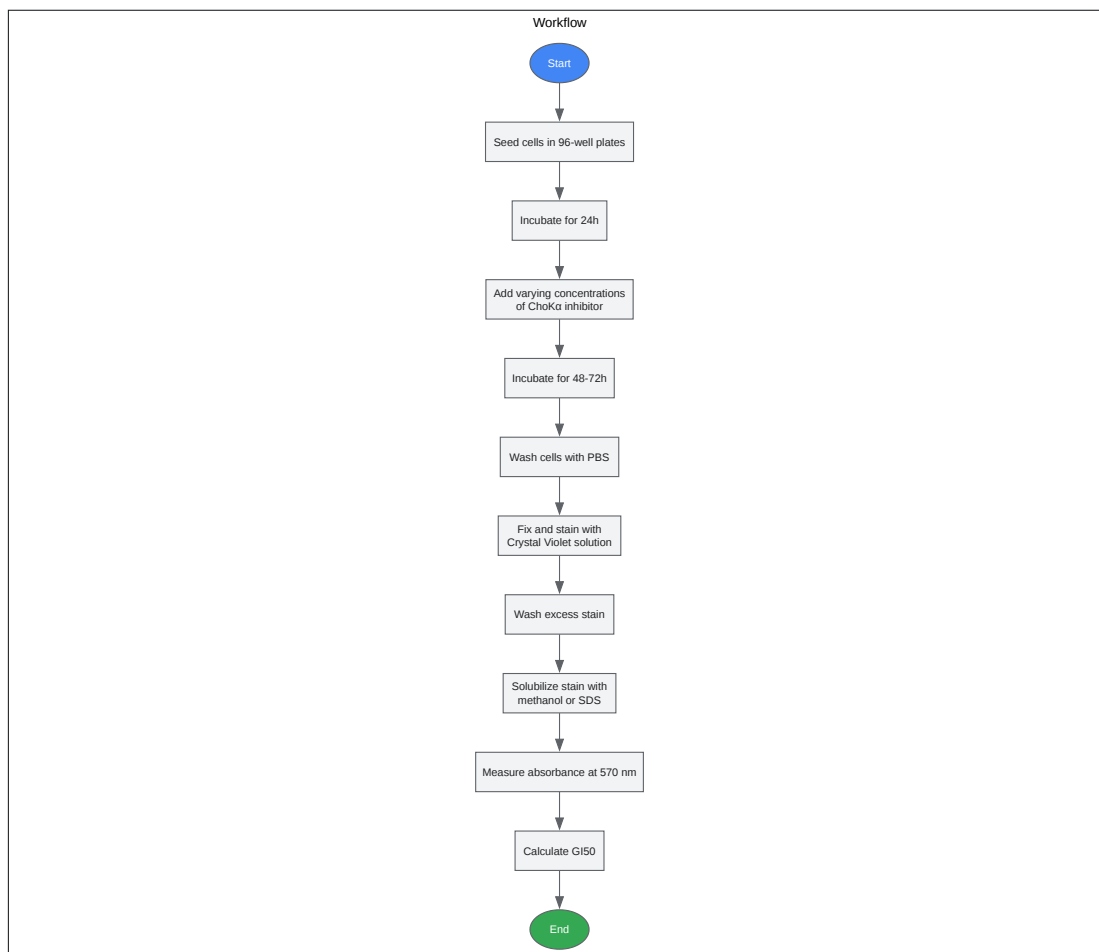 Workflow
Start
Seed cells in 96-well plates
Incubate for 24h
Add varying concentrations
of ChoKα inhibitor
Incubate for 48-72h
Wash cells with PBS
Fix and stain with
Crystal Violet solution
Wash excess stain
Solubilize stain with
methanol or SDS
Measure absorbance at 570 nm
Calculate GI50
End